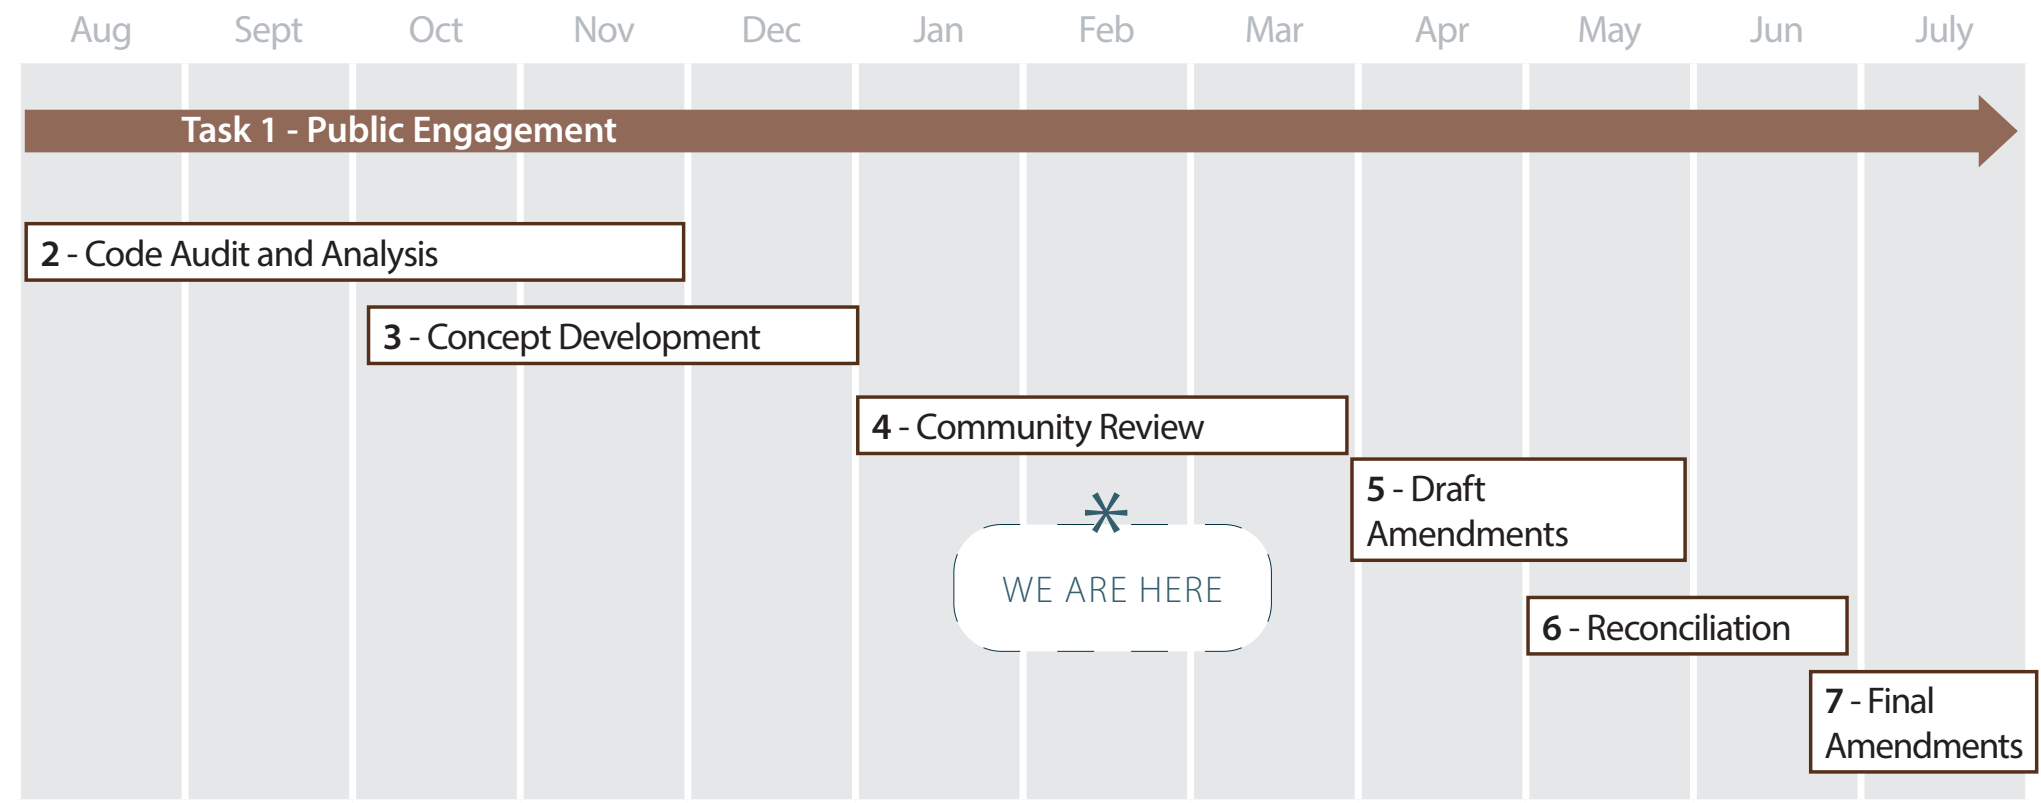 Aug Sept Oct Nov Dec Jan Feb Mar Apr May Jun July
Task 1 - Public Engagement
2 - Code Audit and Analysis
3 - Concept Development
4 - Community Review
5 - Draft
Amendments
*
WE ARE HERE
6 - Reconciliation
7 - Final
Amendments